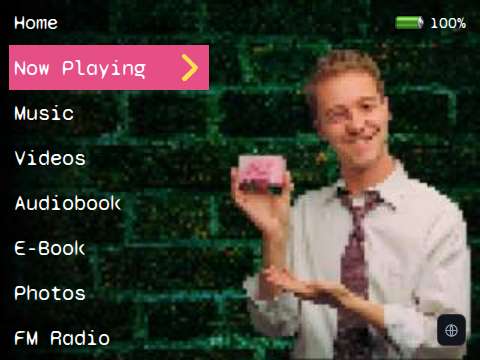 Home
100%
Now Playing
Music
Videos
Audiobook
E-Book
Photos
FM Radio